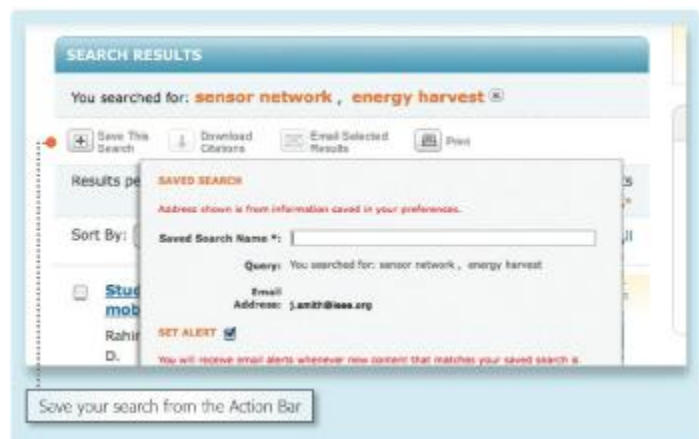 SEARCH RESULTS
You searched for: sensor network , energy harvest
Save This Search
Download Citations
Email Selected Results
Print
Results pe
SAVED SEARCH
Address shown is from information saved in your preferences.
Sort By:
Saved Search Name *:
Query: You searched for: sensor network , energy harvest
Email Address: j.smith@ieee.org
Stud
mob
Rahir
D.
SET ALERT
You will receive email alerts whenever new content that matches your saved search is
Save your search from the Action Bar